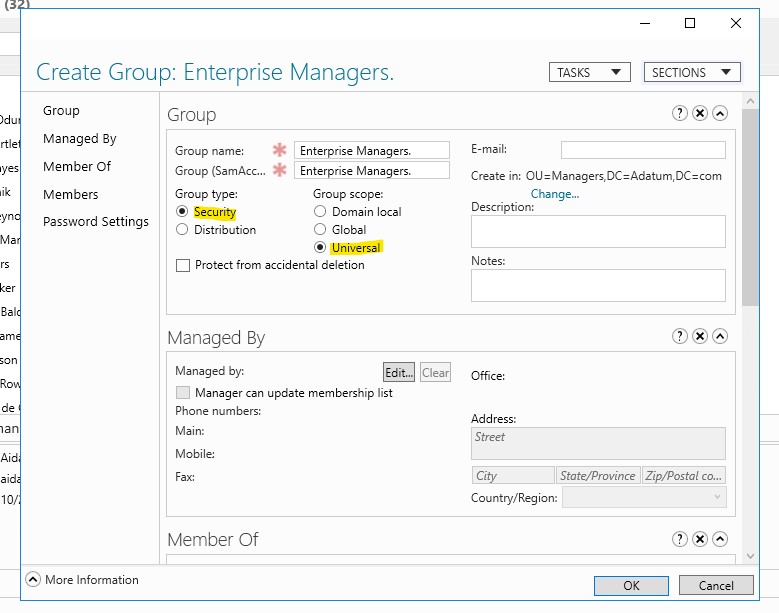 (32)
Create Group: Enterprise Managers.
TASKS
SECTIONS
Group
Managed By
Member Of
Members
Password Settings
Group
Group name:
Enterprise Managers.
Group (SamAcc...
Enterprise Managers.
Group type:
Group scope:
Security
Domain local
Distribution
Global
Universal
Protect from accidental deletion
E-mail:
Create in: OU=Managers,DC=Adatum,DC=com
Change...
Description:
Notes:
Managed By
Managed by:
Edit...
Clear
Office:
Manager can update membership list
Phone numbers:
Main:
Mobile:
Fax:
Address:
Street
City
State/Province
Zip/Postal co...
Country/Region:
Member Of
More Information
OK
Cancel